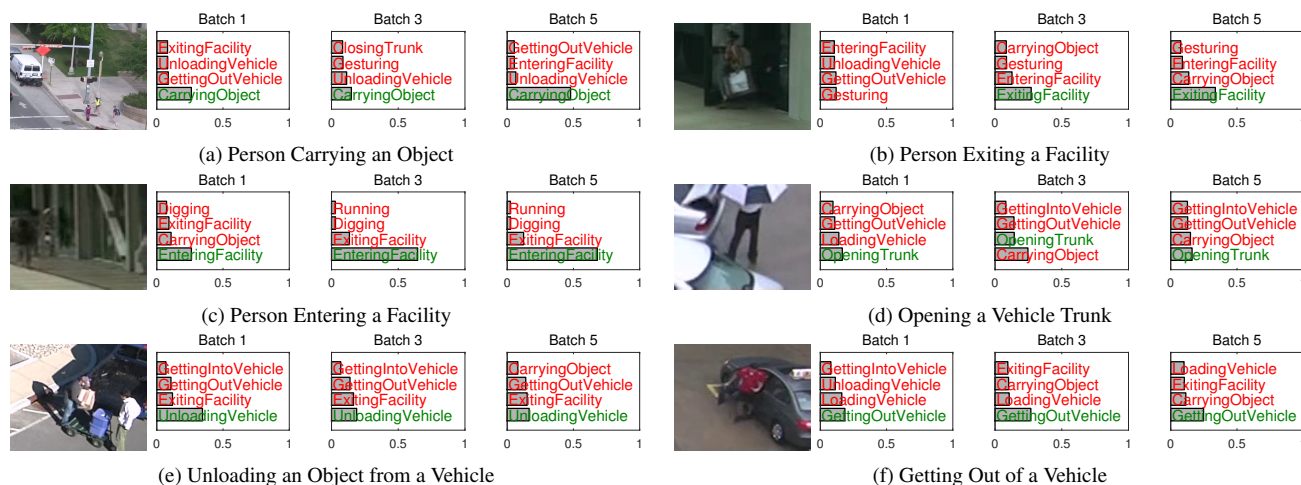 Batch 1
ExitingFacility
UnloadingVehicle
GettingOutVehicle
CarryingObject
0 0.5 1
Batch 3
ClosingTrunk
Gesturing
UnloadingVehicle
CarryingObject
0 0.5 1
Batch 5
GettingOutVehicle
EnteringFacility
UnloadingVehicle
CarryingObject
0 0.5 1
(a) Person Carrying an Object
Batch 1
EnteringFacility
UnloadingVehicle
GettingOutVehicle
Gesturing
0 0.5 1
Batch 3
CarryingObject
Gesturing
EnteringFacility
ExitingFacility
0 0.5 1
Batch 5
Gesturing
EnteringFacility
CarryingObject
ExitingFacility
0 0.5 1
(b) Person Exiting a Facility
Batch 1
Digging
ExitingFacility
CarryingObject
EnteringFacility
0 0.5 1
Batch 3
Running
Digging
ExitingFacility
EnteringFacility
0 0.5 1
Batch 5
Running
Digging
ExitingFacility
EnteringFacility
0 0.5 1
(c) Person Entering a Facility
Batch 1
CarryingObject
GettingOutVehicle
LoadingVehicle
OpeningTrunk
0 0.5 1
Batch 3
GettingIntoVehicle
GettingOutVehicle
OpeningTrunk
CarryingObject
0 0.5 1
Batch 5
GettingIntoVehicle
GettingOutVehicle
CarryingObject
OpeningTrunk
0 0.5 1
(d) Opening a Vehicle Trunk
Batch 1
GettingIntoVehicle
GettingOutVehicle
ExitingFacility
UnloadingVehicle
0 0.5 1
Batch 3
GettingIntoVehicle
GettingOutVehicle
ExitingFacility
UnloadingVehicle
0 0.5 1
Batch 5
CarryingObject
GettingOutVehicle
ExitingFacility
UnloadingVehicle
0 0.5 1
(e) Unloading an Object from a Vehicle
Batch 1
GettingIntoVehicle
UnloadingVehicle
LoadingVehicle
GettingOutVehicle
0 0.5 1
Batch 3
ExitingFacility
CarryingObject
LoadingVehicle
GettingOutVehicle
0 0.5 1
Batch 5
LoadingVehicle
ExitingFacility
CarryingObject
GettingOutVehicle
0 0.5 1
(f) Getting Out of a Vehicle